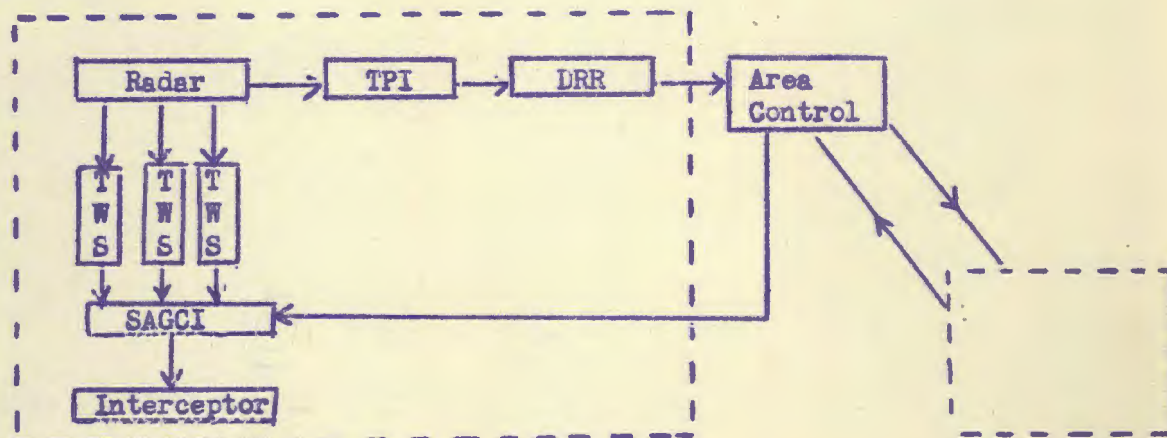 Radar
TPI
DRR
Area
Control
T
W
S
T
W
S
T
W
S
SAGCI
Interceptor